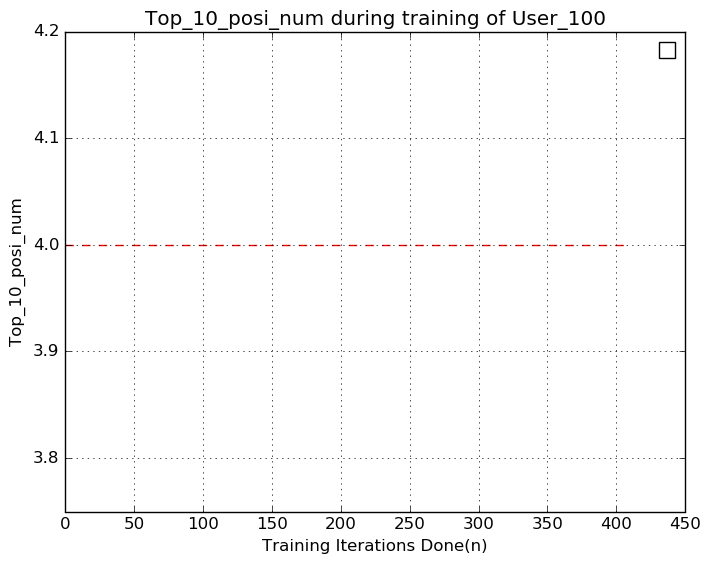 Top_10_posi_num during training of User_100
4.2
4.1
4.0
3.9
3.8
Top_10_posi_num
0 50 100 150 200 250 300 350 400 450
Training Iterations Done(n)